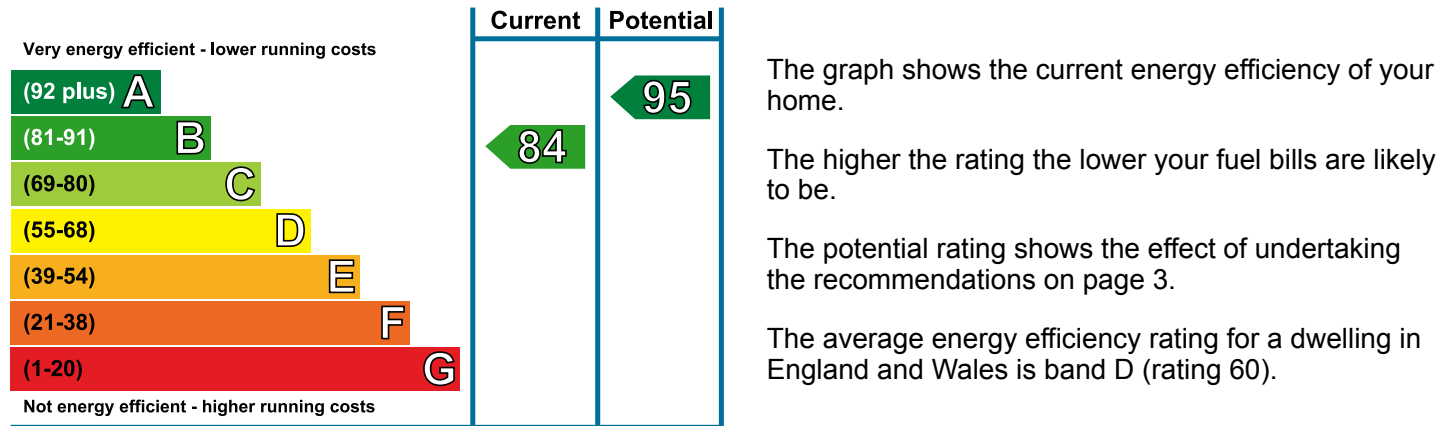 Current Potential
Very energy efficient - lower running costs
(92 plus) A
95
(81-91) B
84
(69-80) C
(55-68) D
(39-54) E
(21-38) F
(1-20) G
Not energy efficient - higher running costs
The graph shows the current energy efficiency of your
home.
The higher the rating the lower your fuel bills are likely
to be.
The potential rating shows the effect of undertaking
the recommendations on page 3.
The average energy efficiency rating for a dwelling in
England and Wales is band D (rating 60).